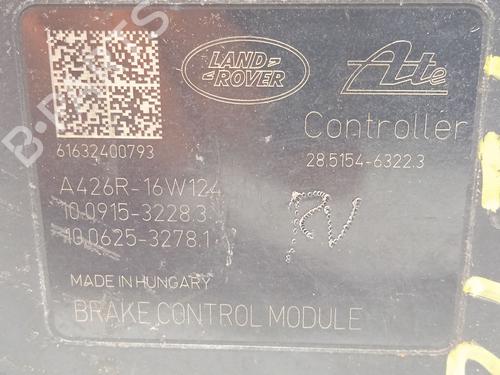 LAND
ROVER
Ate
Controller
61632400793
28.5154-6322.3
A426R-16W124
10.0915-3228.3
10.0625-3278.1
MADE IN HUNGARY
BRAKE CONTROL MODULE